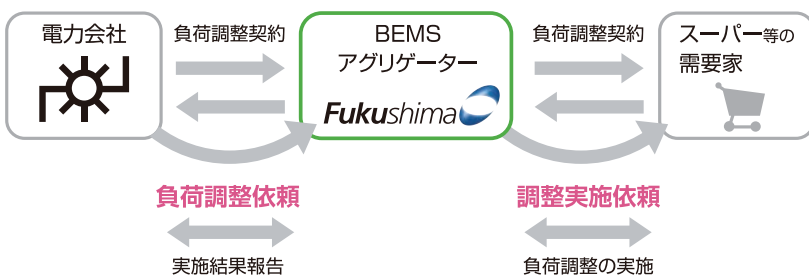 電力会社
負荷調整契約
BEMS
アグリゲーター
Fukushima
負荷調整契約
スーパー等の
需要家
負荷調整依頼
調整実施依頼
実施結果報告
負荷調整の実施